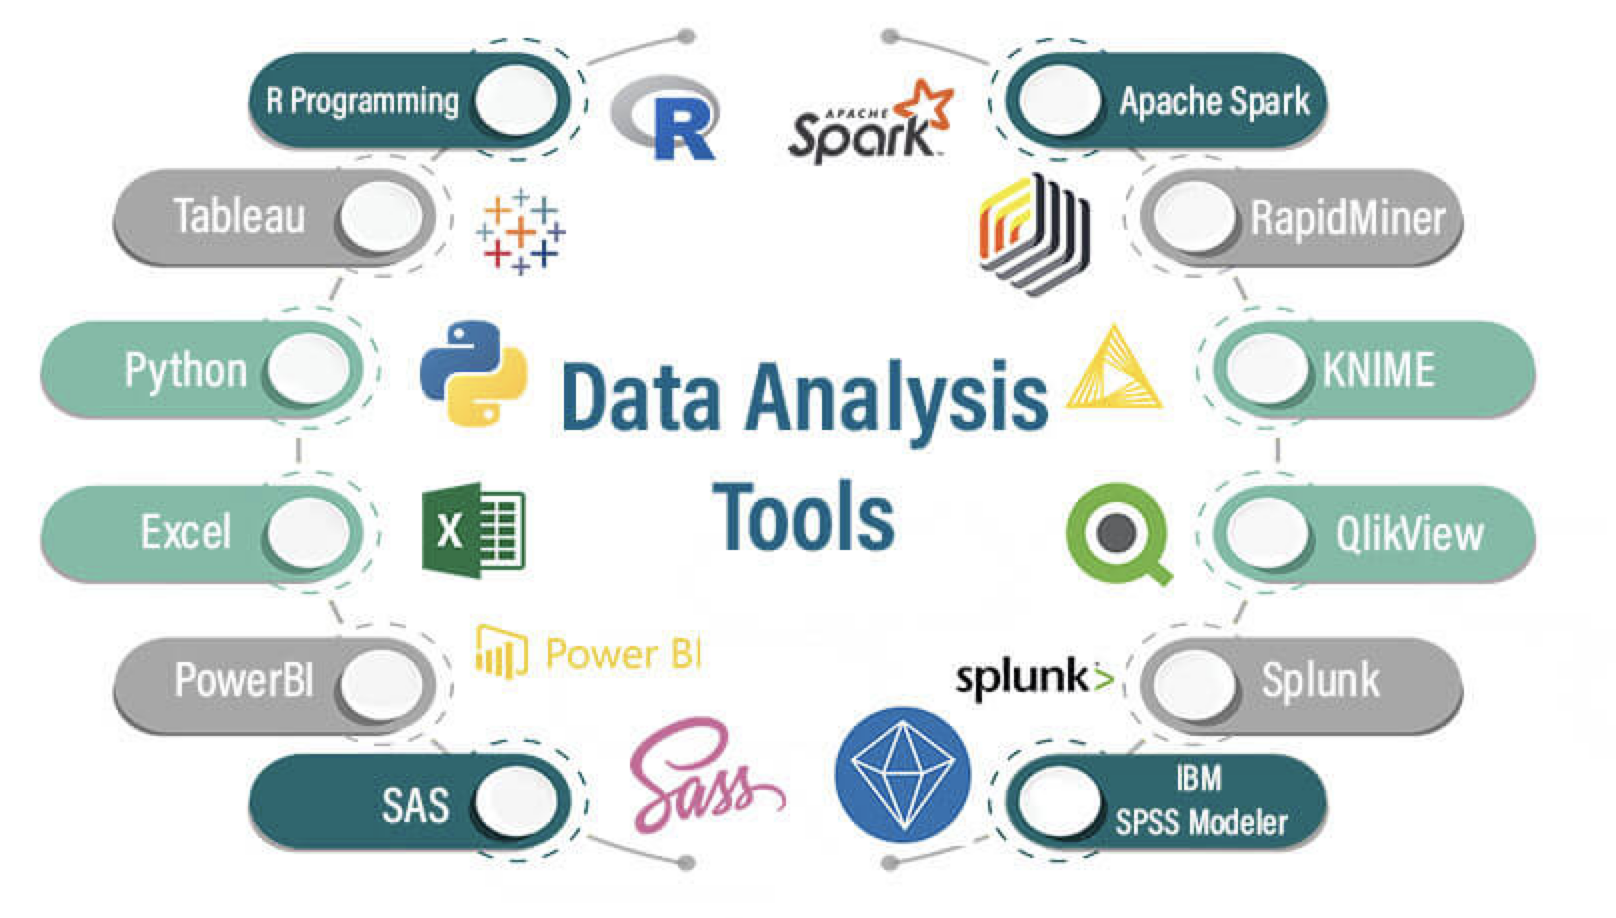 R Programming
Tableau
Python
Excel
PowerBI
SAS
R
APACHE
Spark™
X
Power BI
Sass
Data Analysis
Tools
splunk>
Apache Spark
RapidMiner
KNIME
QlikView
Splunk
IBM
SPSS Modeler